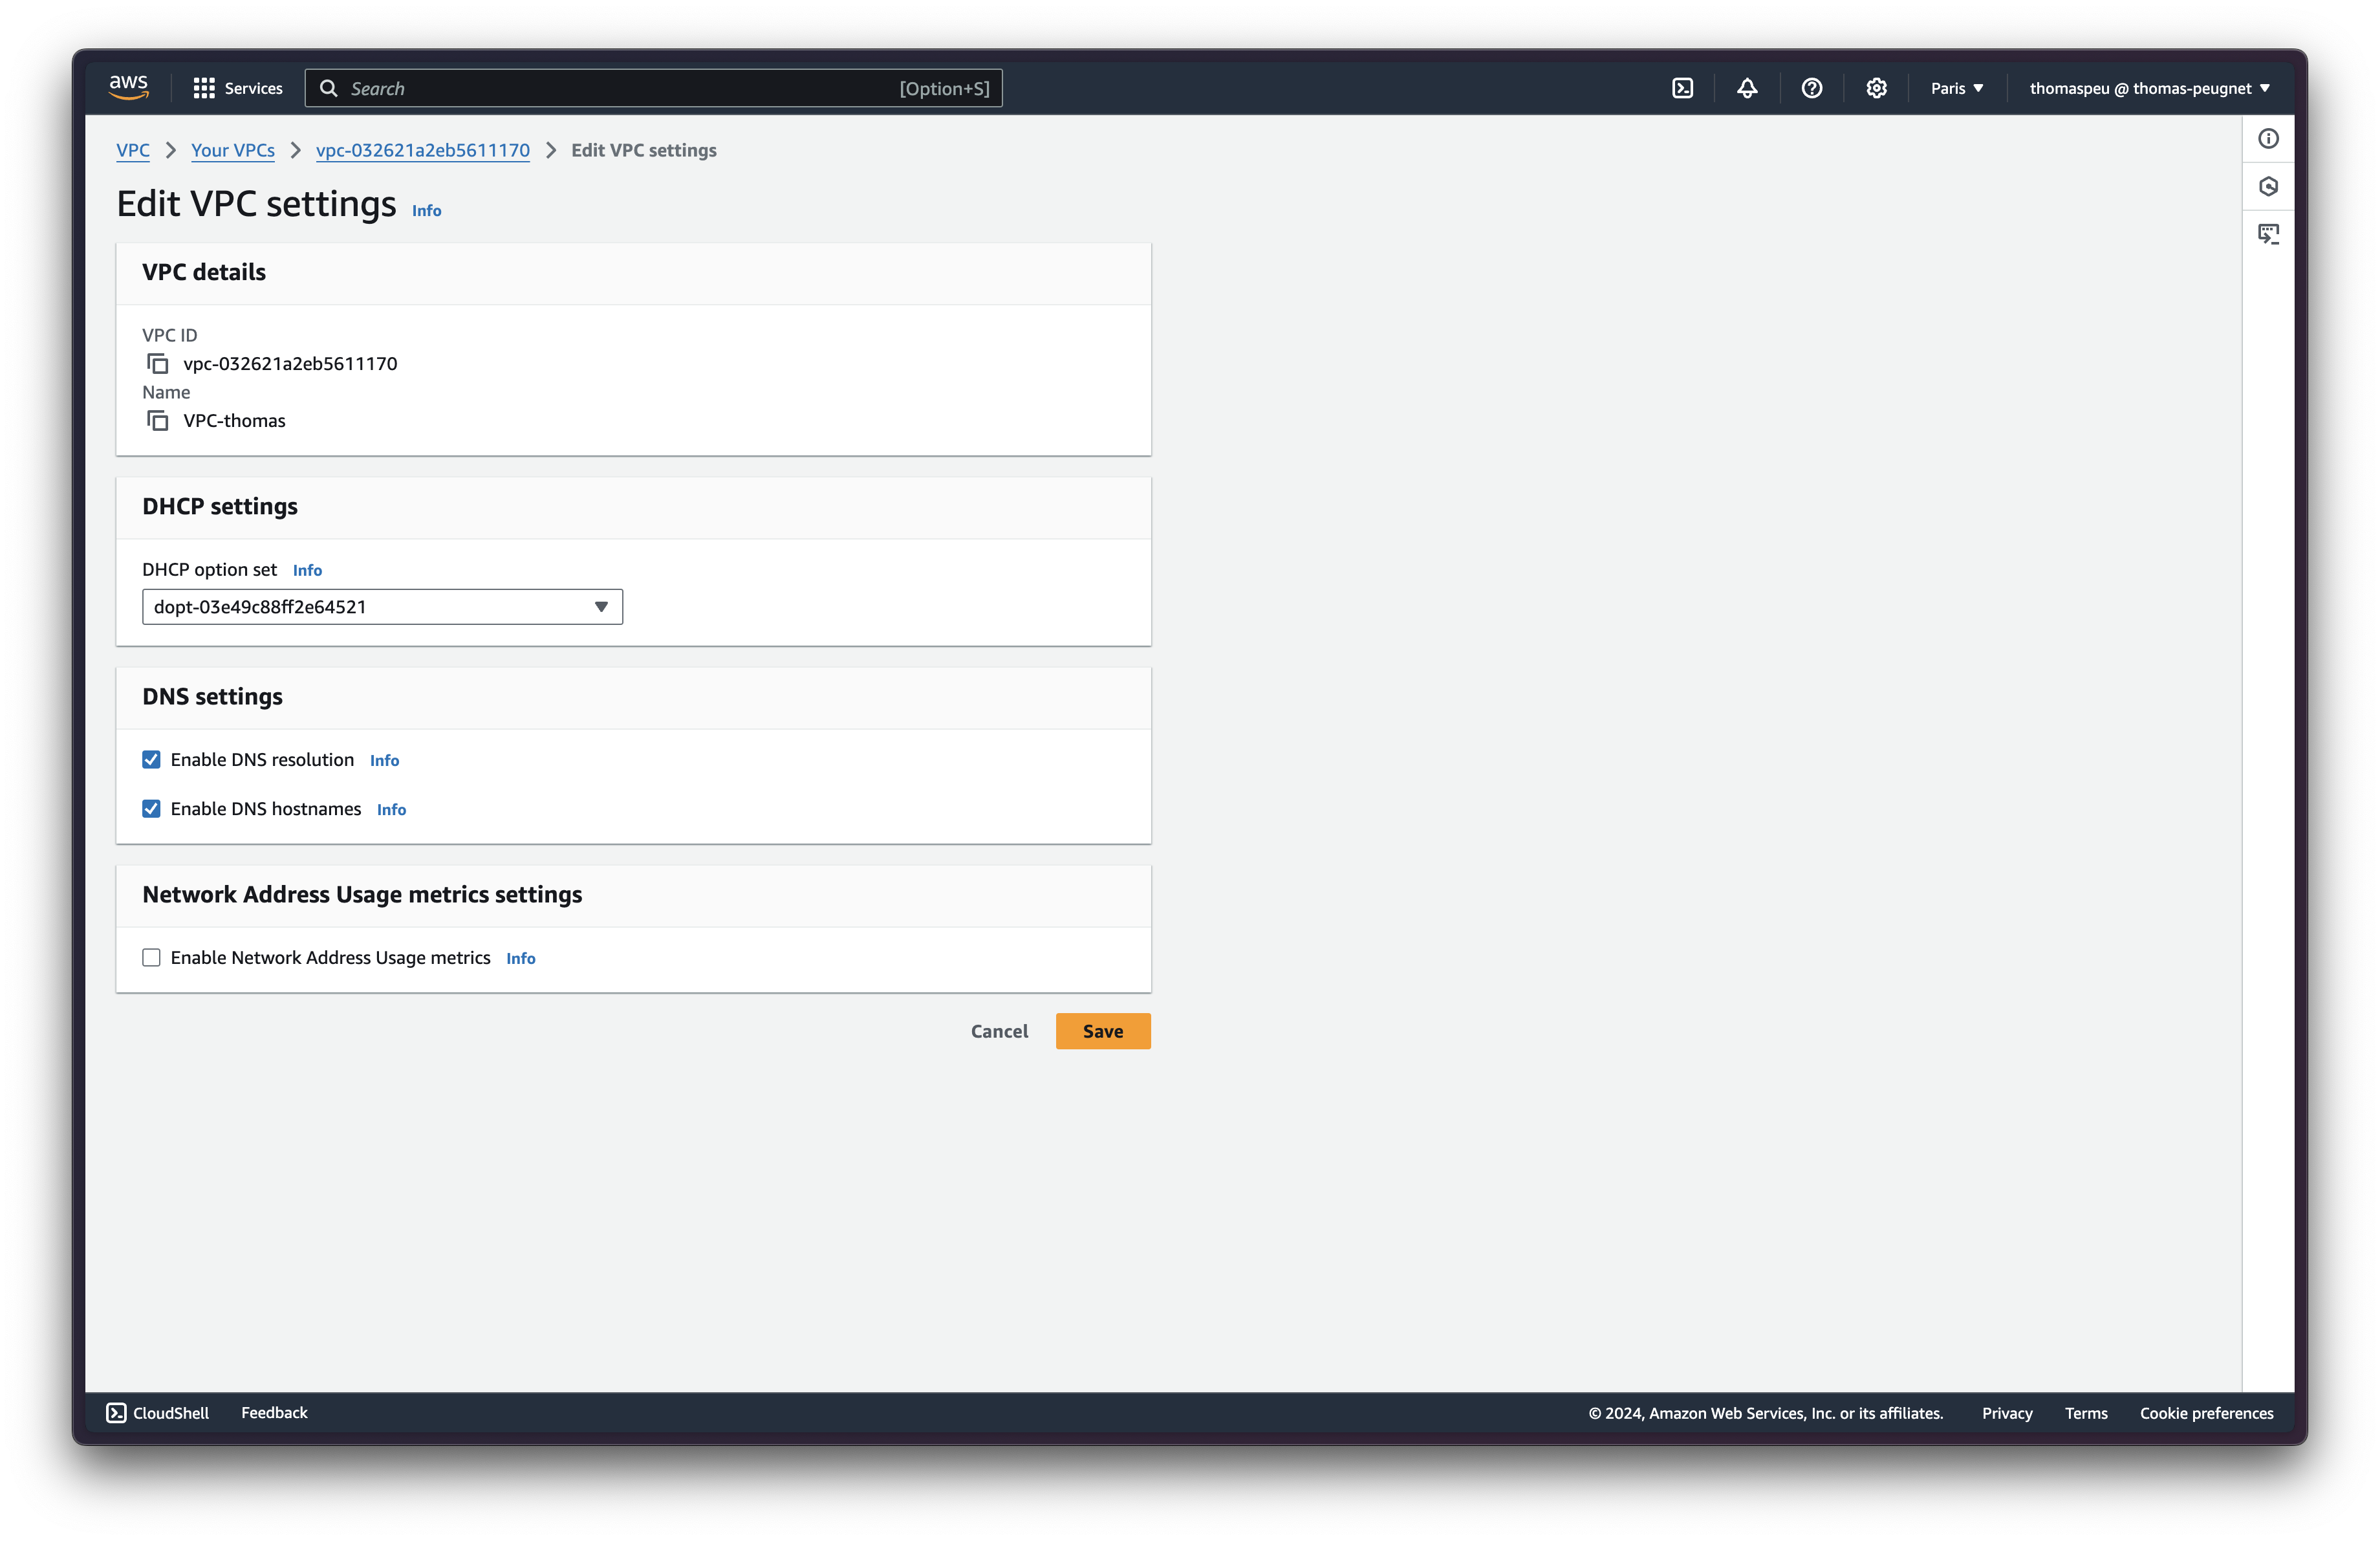 aws Services Search [Option+S] Paris thomaspeu @ thomas-peugnet
VPC Your VPCs vpc-032621a2eb5611170 Edit VPC settings
Edit VPC settings Info
VPC details
VPC ID
vpc-032621a2eb5611170
Name
VPC-thomas
DHCP settings
DHCP option set Info
dopt-03e49c88ff2e64521
DNS settings
Enable DNS resolution Info
Enable DNS hostnames Info
Network Address Usage metrics settings
Enable Network Address Usage metrics Info
Cancel Save
CloudShell Feedback © 2024, Amazon Web Services, Inc. or its affiliates. Privacy Terms Cookie preferences